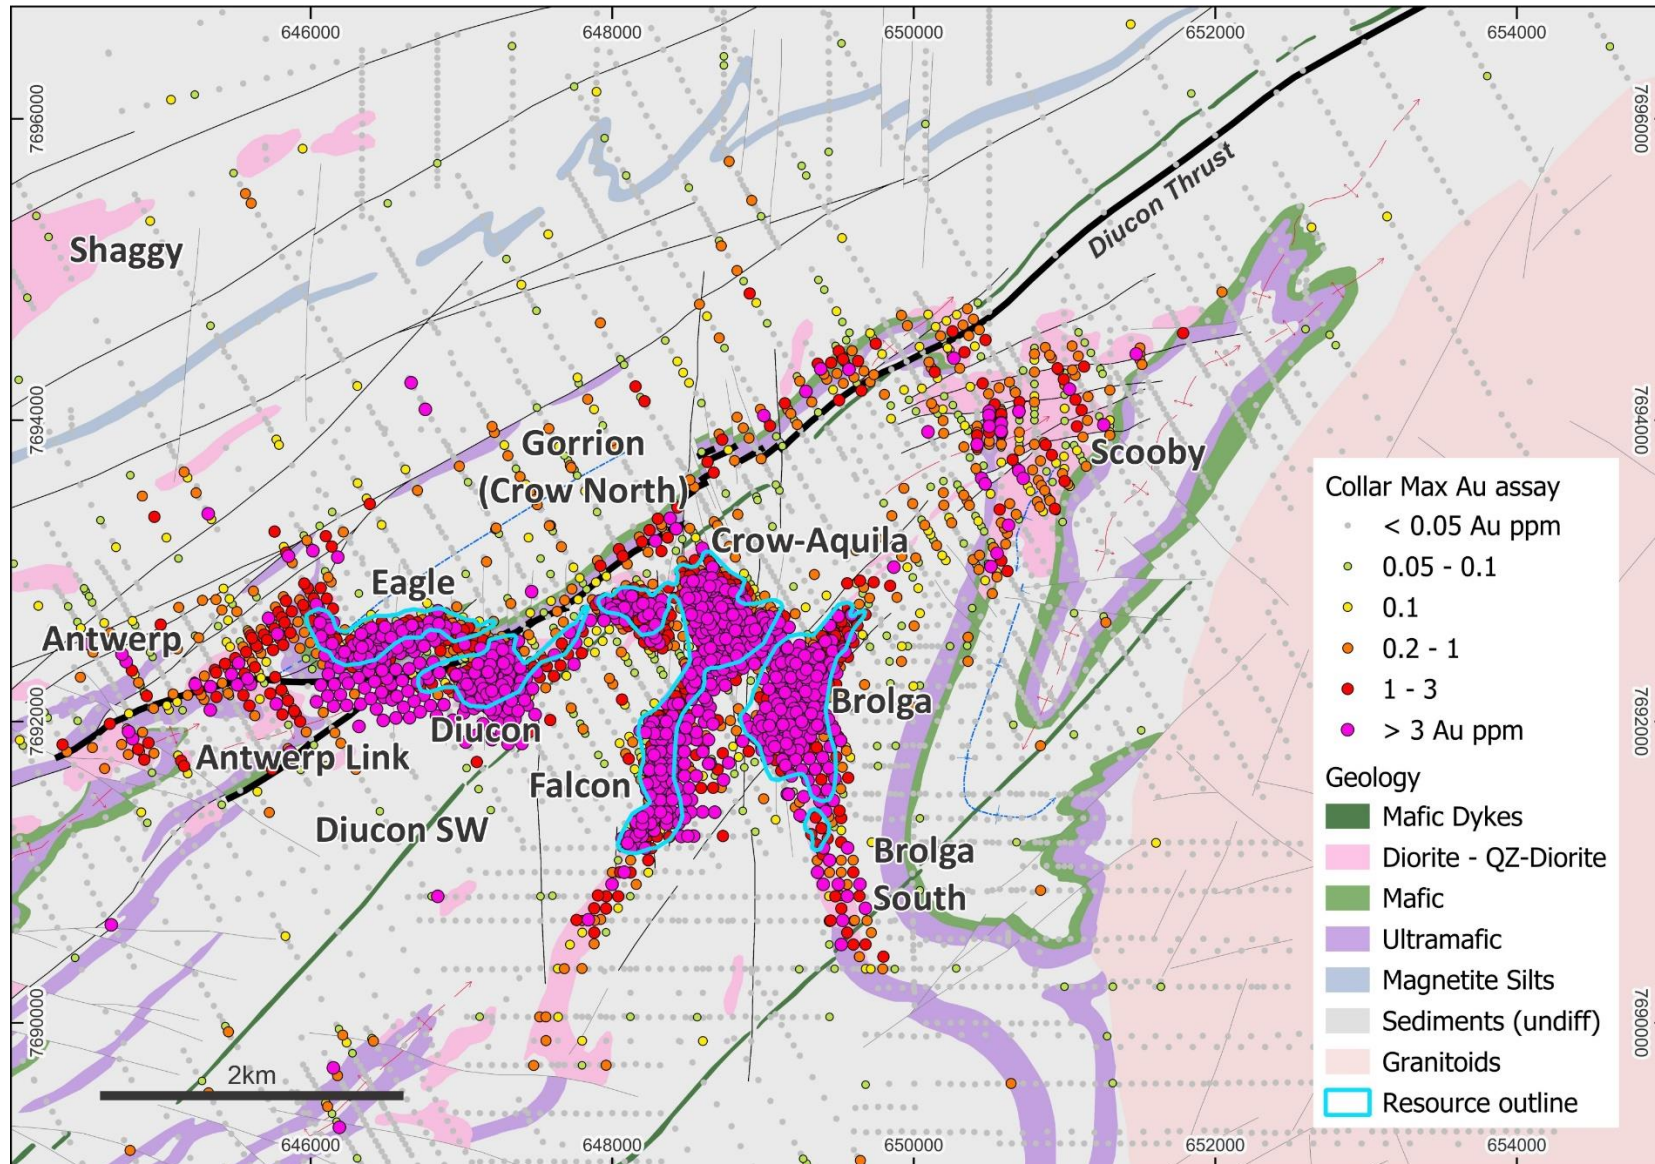 646000
648000
650000
652000
654000
7696000
7696000
Diucon Thrust
Shaggy
7694000
7694000
Gorrion
(Crow North)
Scooby
Crow-Aquila
Eagle
Antwerp
7692000
7692000
Brolga
Diucon
Antwerp Link
Falcon
Diucon SW
Brolga
South
7690000
7690000
2km
646000
648000
650000
652000
654000
Collar Max Au assay
< 0.05 Au ppm
0.05 - 0.1
0.1
0.2 - 1
1 - 3
> 3 Au ppm
Geology
Mafic Dykes
Diorite - QZ-Diorite
Mafic
Ultramafic
Magnetite Silts
Sediments (undiff)
Granitoids
Resource outline